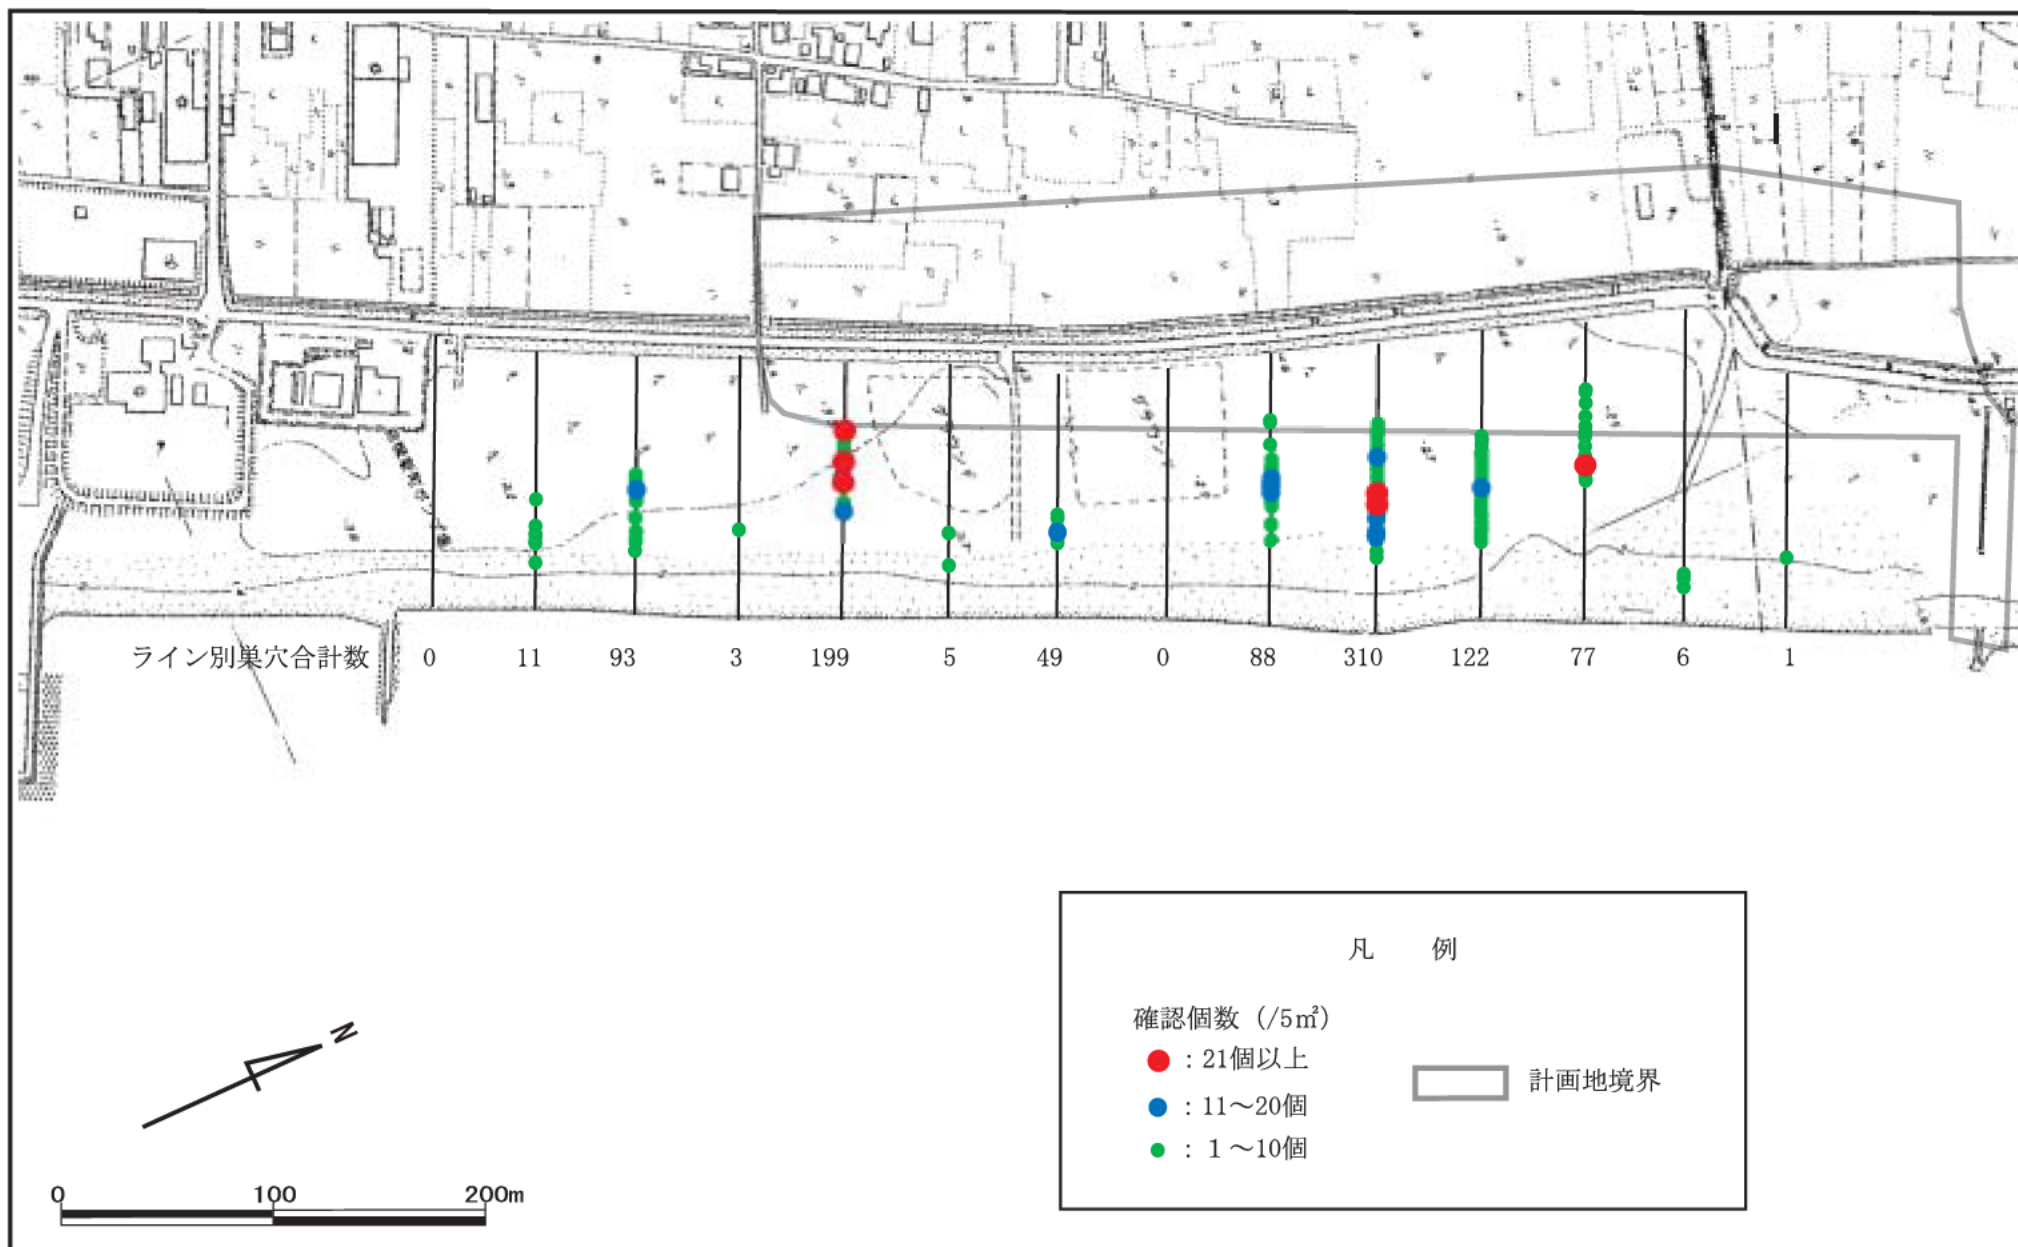 ライン別巣穴合計数 0 11 93 3 199 5 49 0 88 310 122 77 6 1
凡 例
確認個数 (/5㎡)
：21個以上
：11～20個
：1～10個
計画地境界
N
0 100 200m